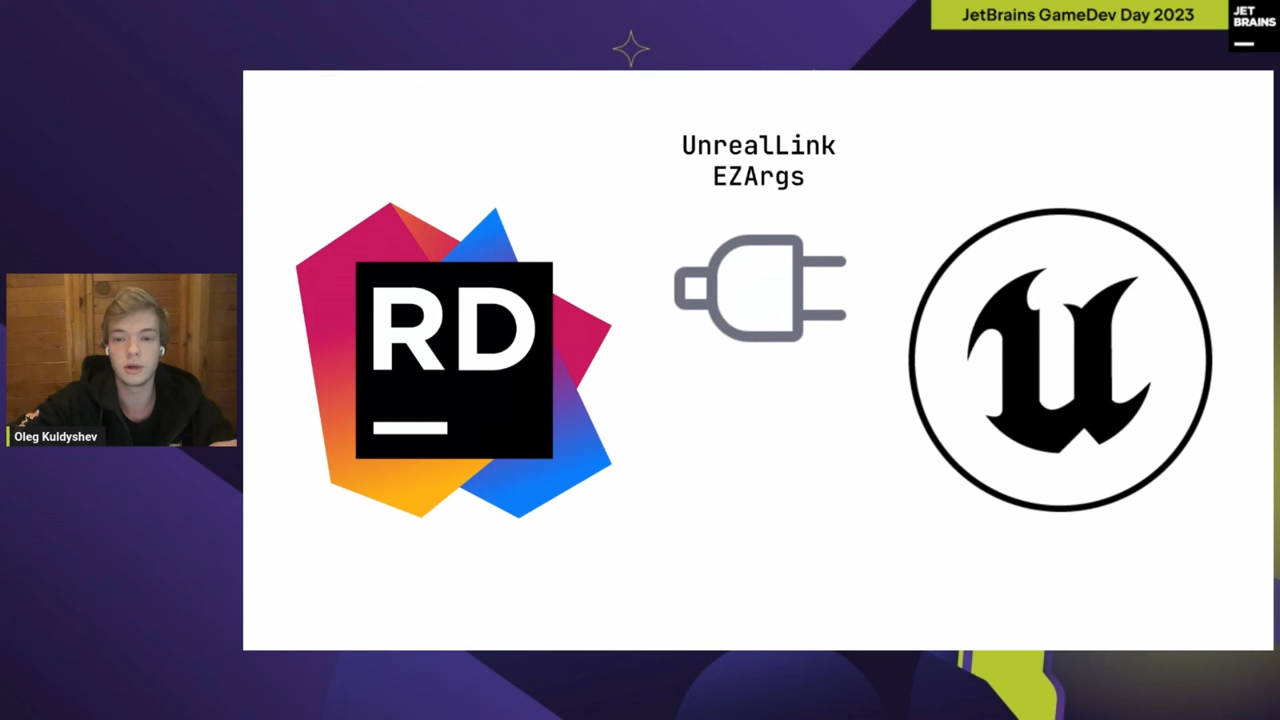 JetBrains GameDev Day 2023
JET
BRAINS
UnrealLink
EZArgs
RD
Oleg Kuldyshev